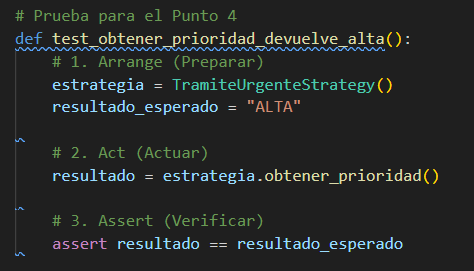 # Prueba para el Punto 4
def test_obtener_prioridad_devuelve_alta():
    # 1. Arrange (Preparar)
    estrategia = TramiteUrgenteStrategy()
    resultado_esperado = "ALTA"
    # 2. Act (Actuar)
    resultado = estrategia.obtener_prioridad()
    # 3. Assert (Verificar)
    assert resultado == resultado_esperado